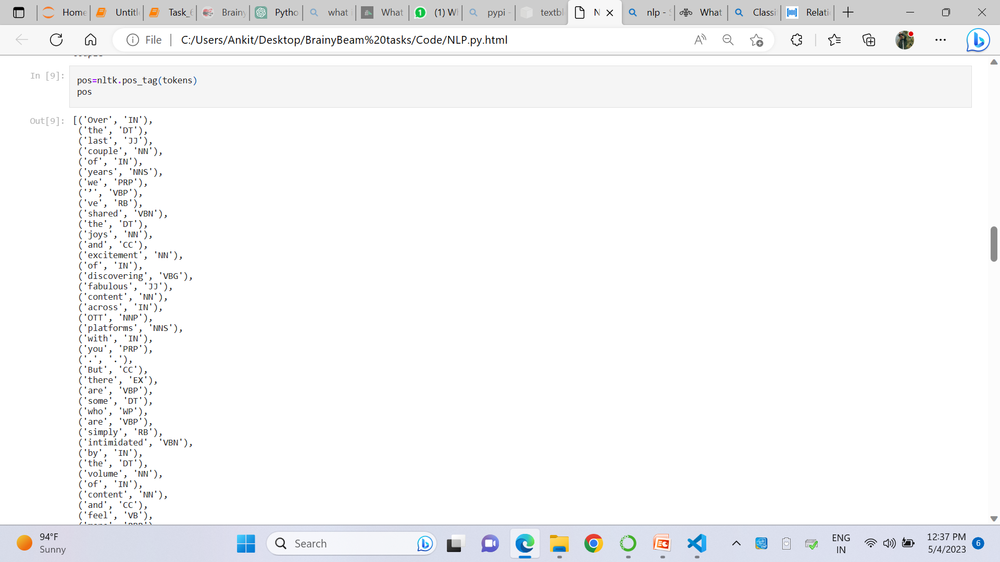 Home
Untitl
Task_6
Brainy
Pytho
what i
What
(1) Wh
pypi -
textbl
N
nlp - S
What
Classif
Relati
File
C:/Users/Ankit/Desktop/BrainyBeam%20tasks/Code/NLP.py.html
In [9]:
pos=nltk.pos_tag(tokens)
pos
Out[9]:
[('Over', 'IN'),
('the', 'DT'),
('last', 'JJ'),
('couple', 'NN'),
('of', 'IN'),
('years', 'NNS'),
('we', 'PRP'),
('’', 'VBP'),
('ve', 'RB'),
('shared', 'VBN'),
('the', 'DT'),
('joys', 'NN'),
('and', 'CC'),
('excitement', 'NN'),
('of', 'IN'),
('discovering', 'VBG'),
('fabulous', 'JJ'),
('content', 'NN'),
('across', 'IN'),
('OTT', 'NNP'),
('platforms', 'NNS'),
('with', 'IN'),
('you', 'PRP'),
('.', '.'),
('But', 'CC'),
('there', 'EX'),
('are', 'VBP'),
('some', 'DT'),
('who', 'WP'),
('are', 'VBP'),
('simply', 'RB'),
('intimidated', 'VBN'),
('by', 'IN'),
('the', 'DT'),
('volume', 'NN'),
('of', 'IN'),
('content', 'NN'),
('and', 'CC'),
('feel', 'VB'),
94°F
Sunny
Search
ENG
IN
12:37 PM
5/4/2023
6